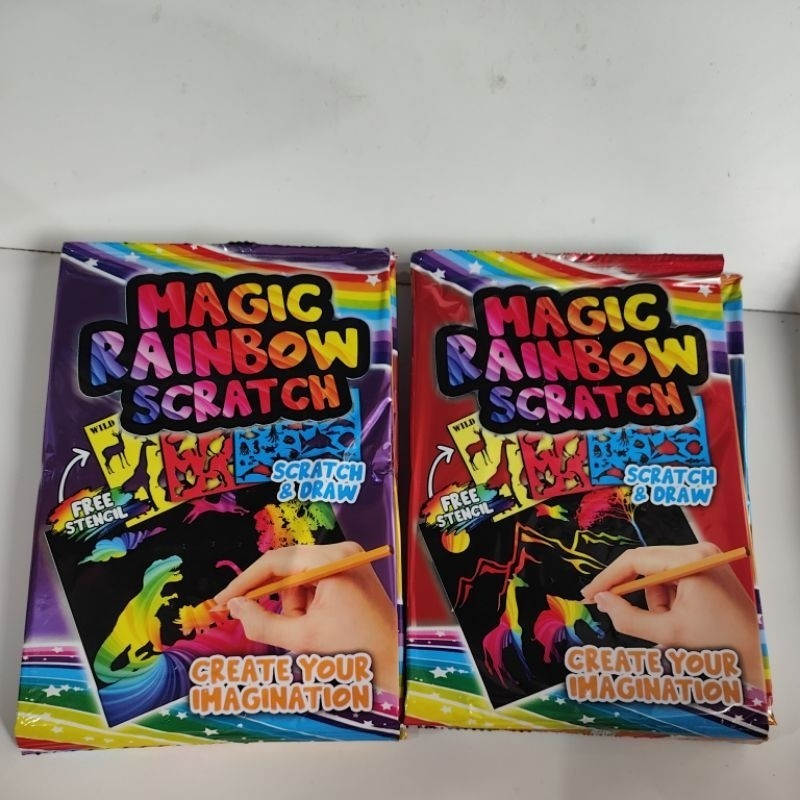 MAGIC
RAINBOW
SCRATCH
WILD
SCRATCH
& DRAW
FREE
STENCIL
CREATE YOUR
IMAGINATION
MAGIC
RAINBOW
SCRATCH
WILD
SCRATCH
& DRAW
FREE
STENCIL
CREATE YOUR
IMAGINATION